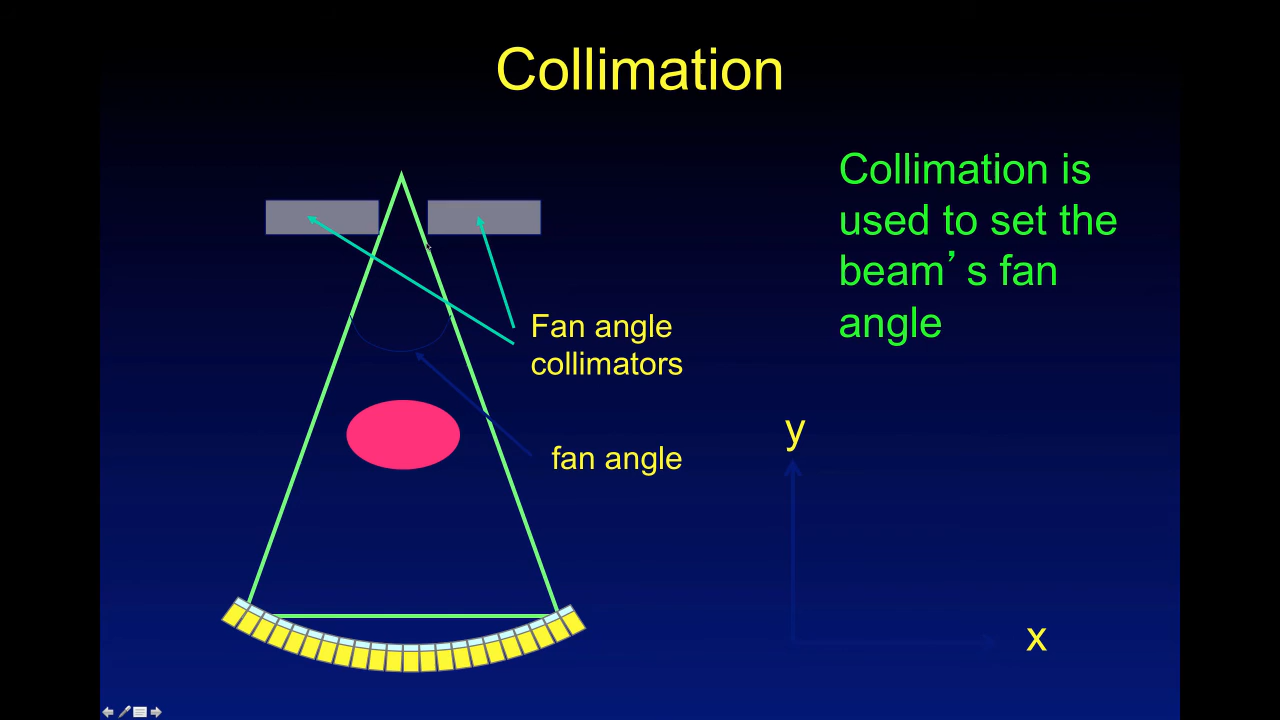 Collimation
Collimation is
used to set the
beam’s fan
angle
Fan angle
collimators
fan angle
y
x